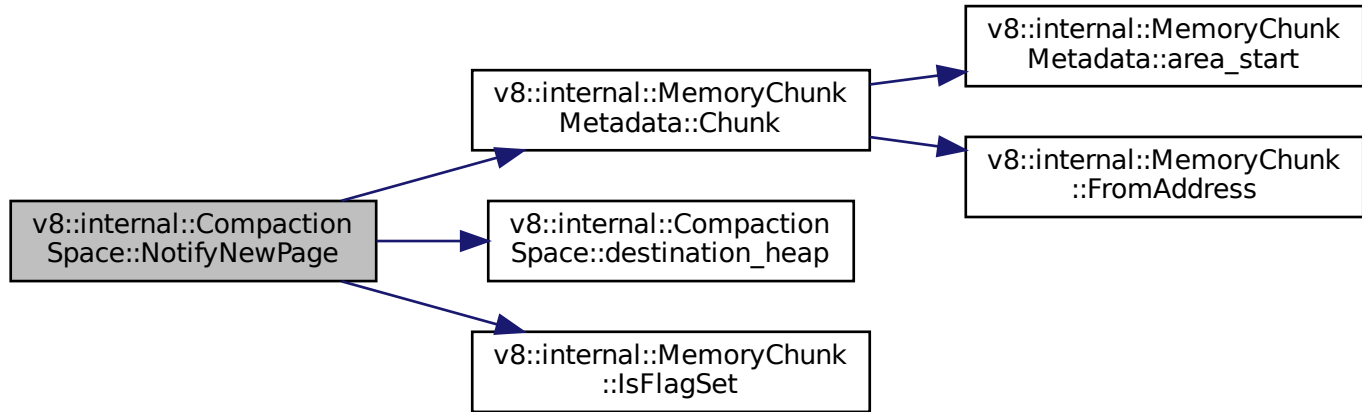 v8::internal::Compaction
Space::NotifyNewPage
v8::internal::MemoryChunk
Metadata::Chunk
v8::internal::MemoryChunk
Metadata::area_start
v8::internal::MemoryChunk
::FromAddress
v8::internal::Compaction
Space::destination_heap
v8::internal::MemoryChunk
::IsFlagSet